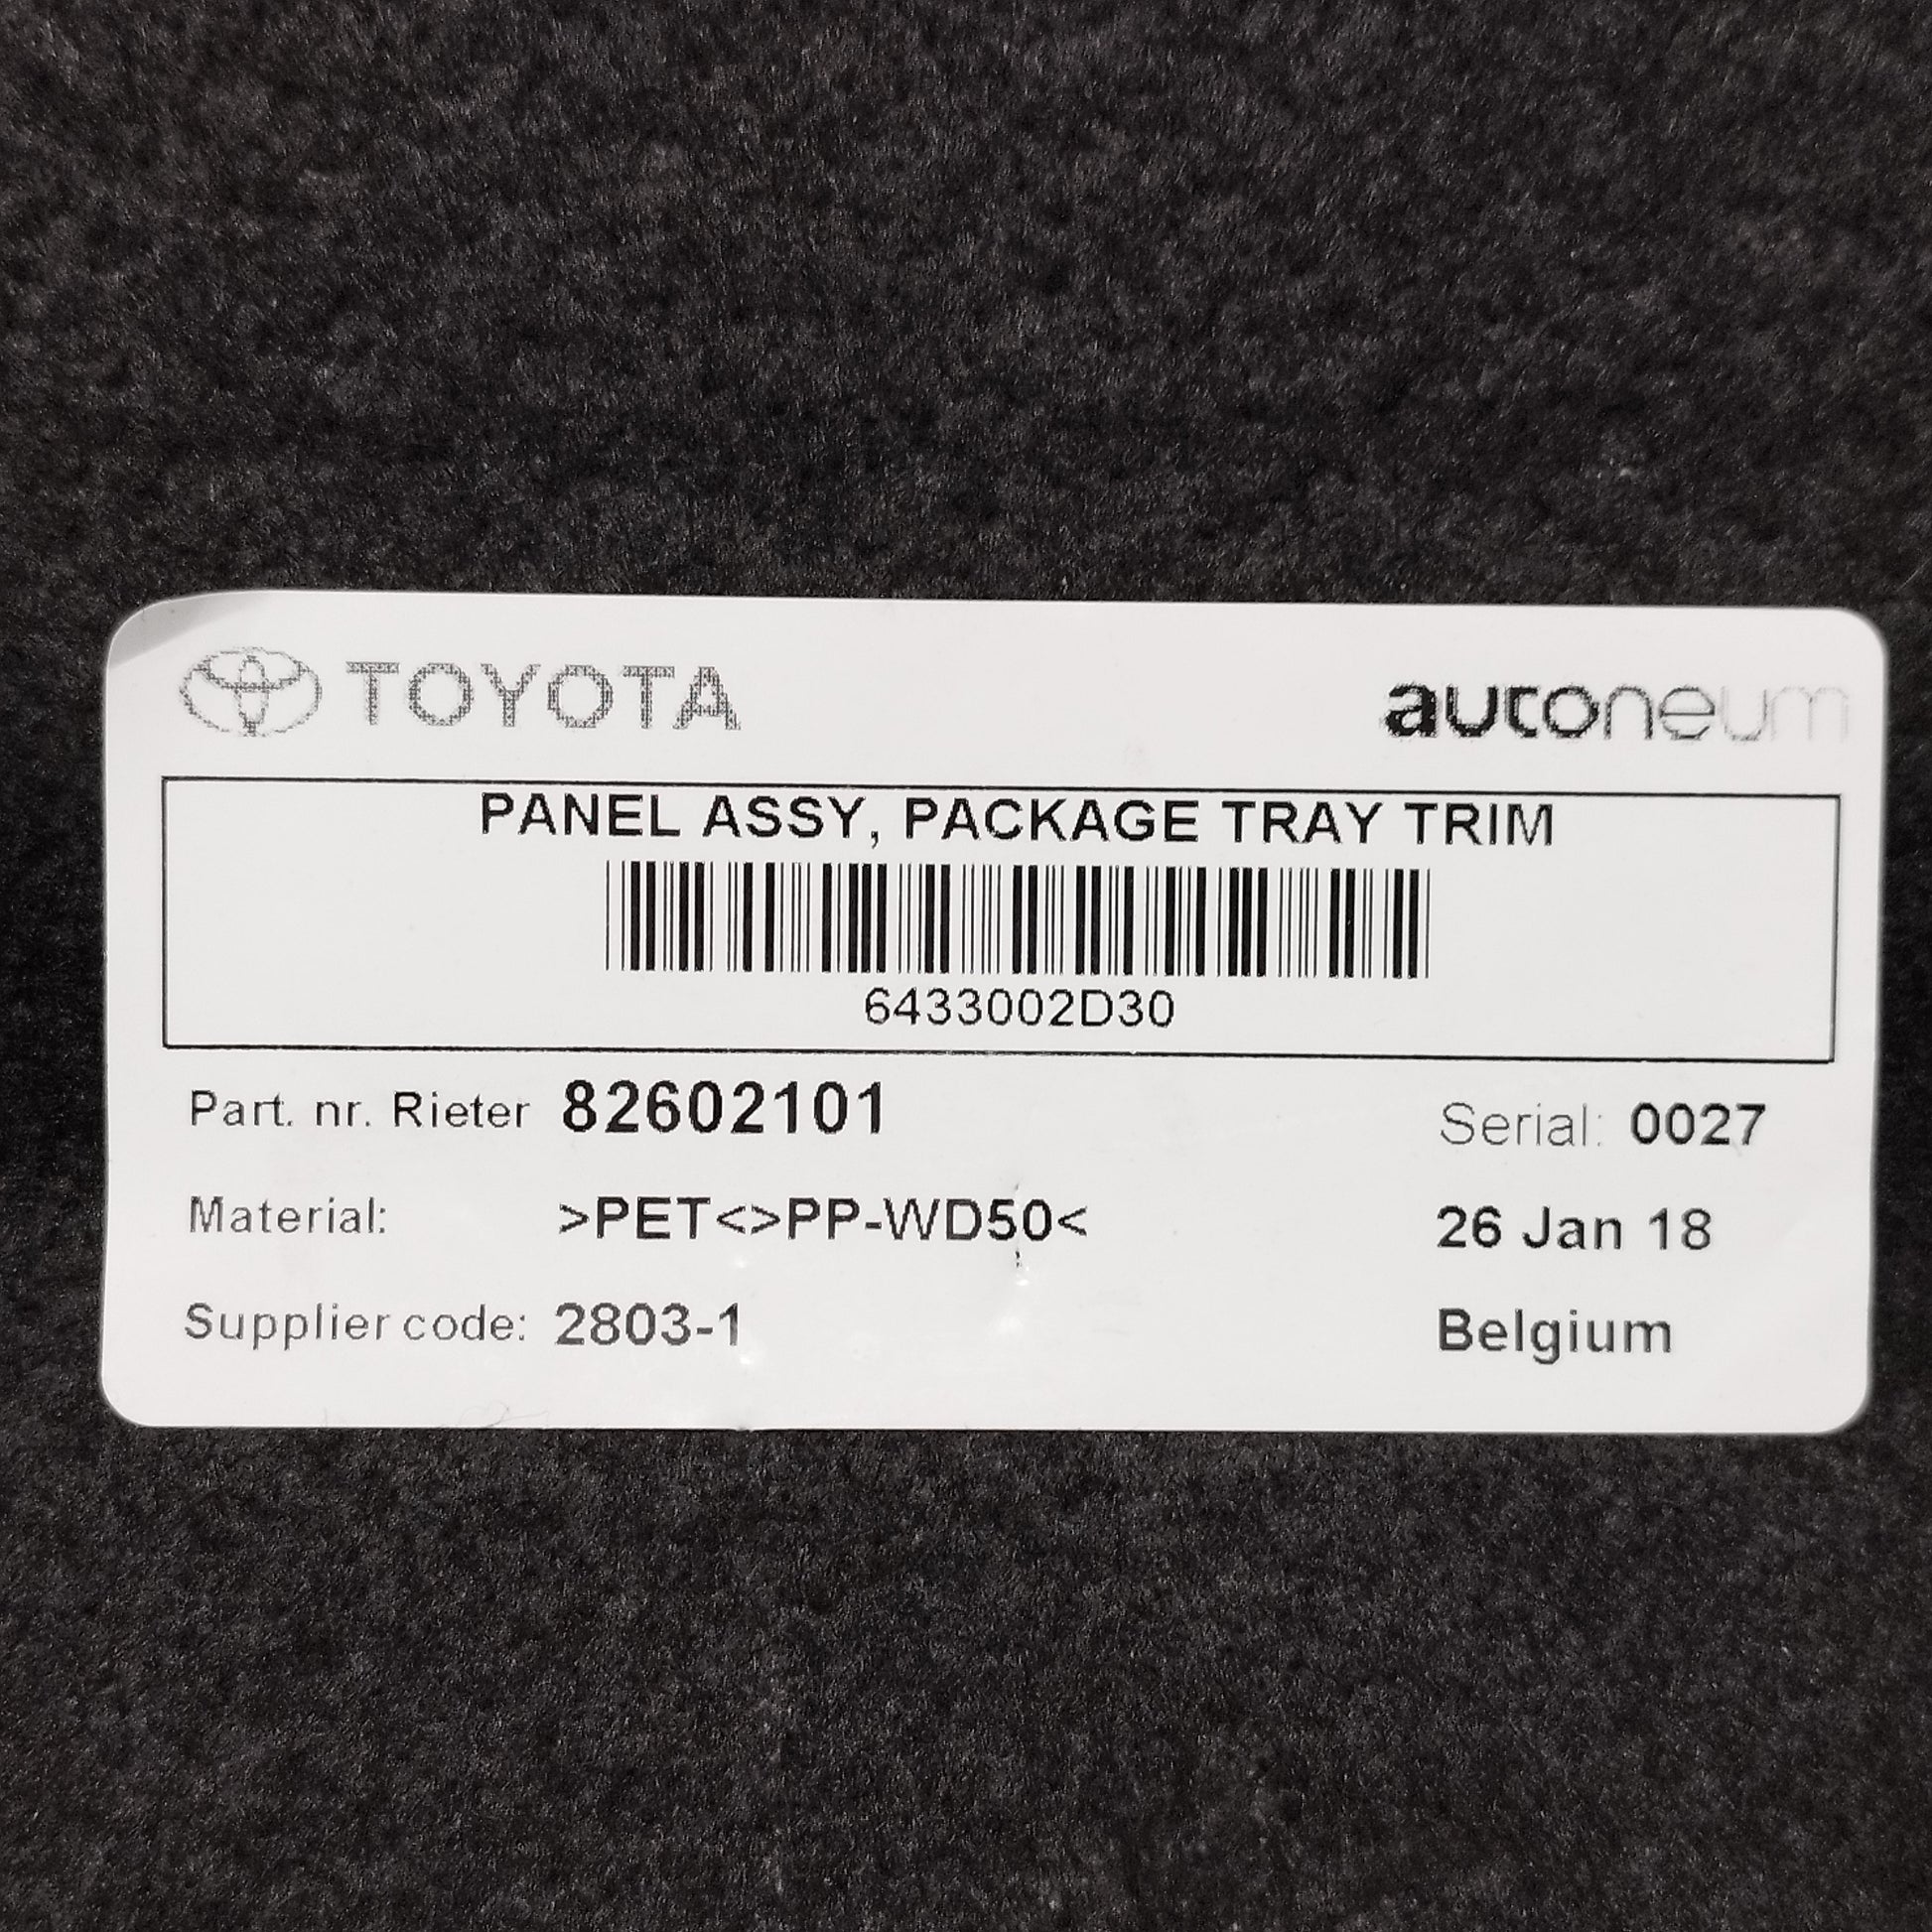 TOYOTA autoneum
PANEL ASSY, PACKAGE TRAY TRIM
6433002D30
Part. nr. Rieter 82602101 Serial: 0027
Material: >PET<>PP-WD50< 26 Jan 18
Supplier code: 2803-1 Belgium